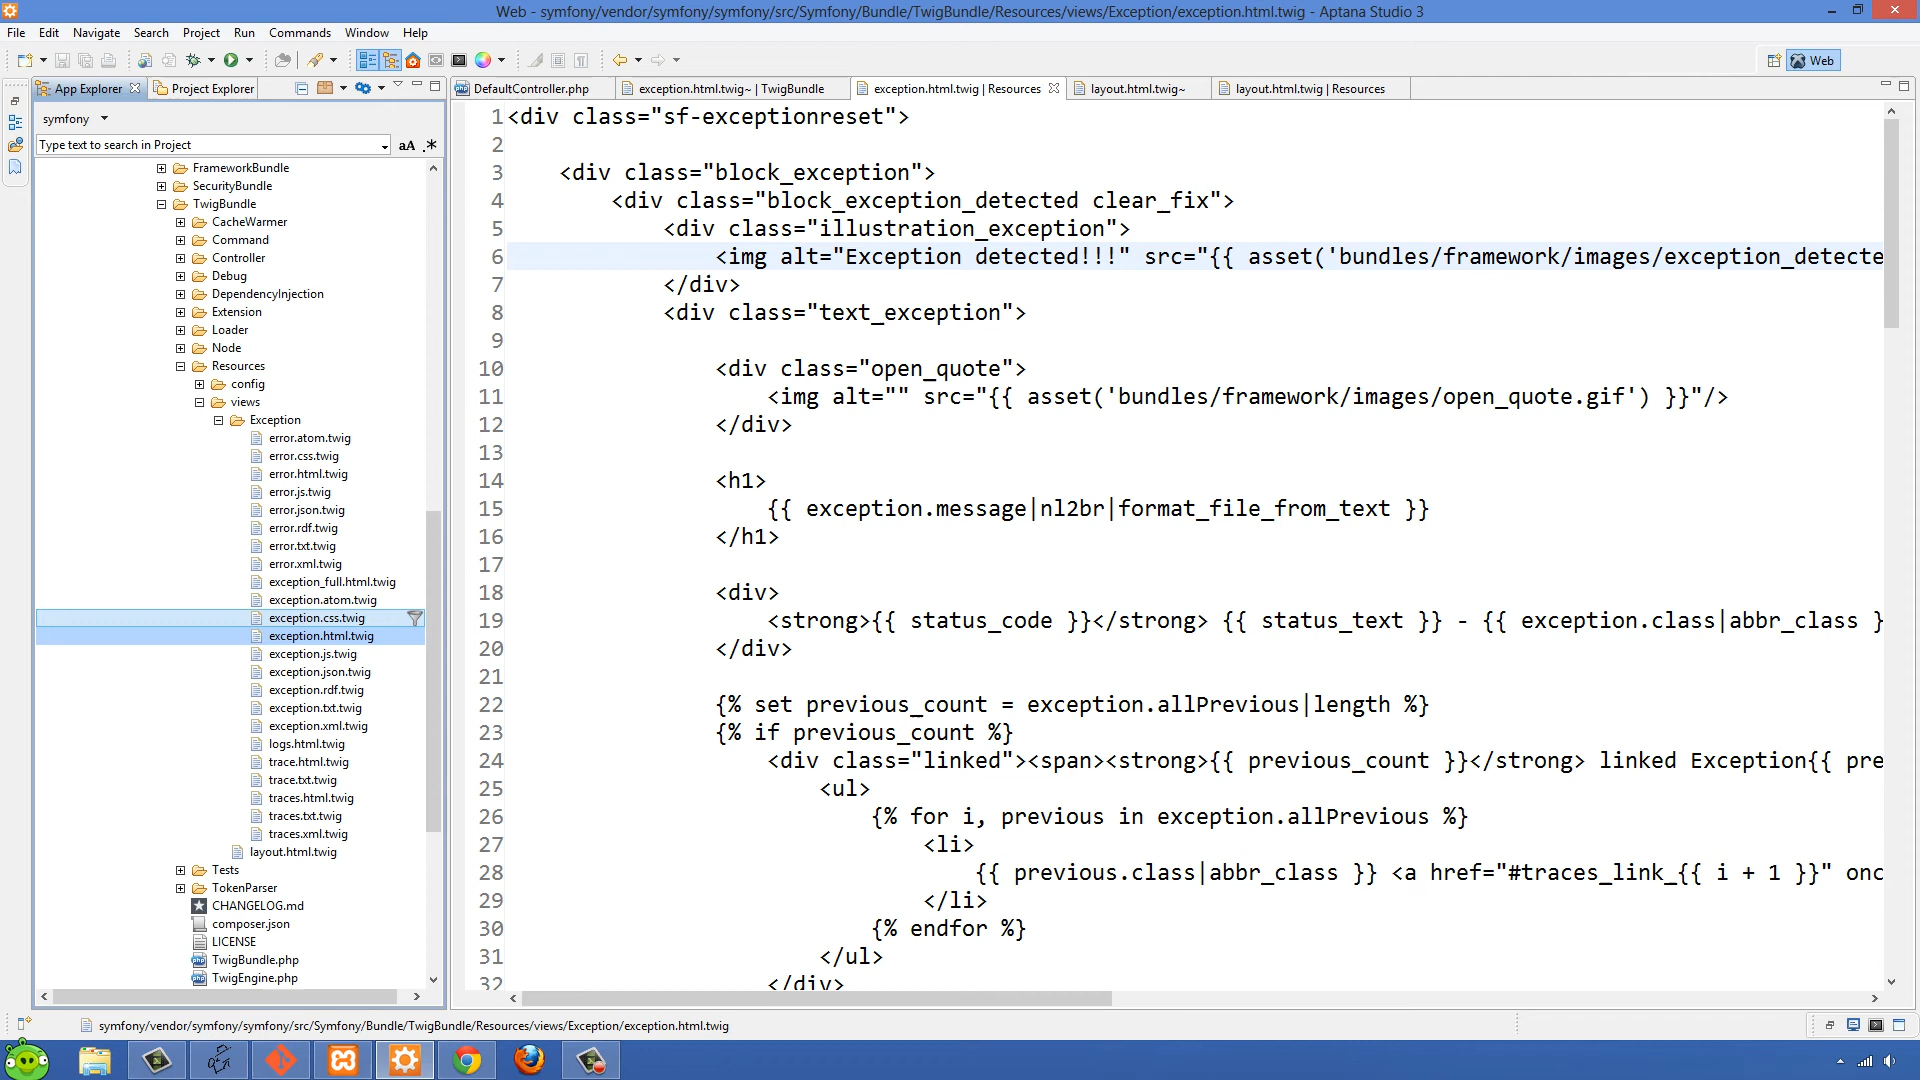 Web - symfony/vendor/symfony/symfony/src/Symfony/Bundle/TwigBundle/Resources/views/Exception/exception.html.twig - Aptana Studio 3
File Edit Navigate Search Project Run Commands Window Help
Web
App Explorer Project Explorer
DefaultController.php exception.html.twig~ | TwigBundle exception.html.twig | Resources layout.html.twig~ layout.html.twig | Resources
symfony
Type text to search in Project aA .*
FrameworkBundle
SecurityBundle
TwigBundle
CacheWarmer
Command
Controller
Debug
DependencyInjection
Extension
Loader
Node
Resources
config
views
Exception
error.atom.twig
error.css.twig
error.html.twig
error.js.twig
error.json.twig
error.rdf.twig
error.txt.twig
error.xml.twig
exception_full.html.twig
exception.atom.twig
exception.css.twig
exception.html.twig
exception.js.twig
exception.json.twig
exception.rdf.twig
exception.txt.twig
exception.xml.twig
logs.html.twig
trace.html.twig
trace.txt.twig
traces.html.twig
traces.txt.twig
traces.xml.twig
layout.html.twig
Tests
TokenParser
CHANGELOG.md
composer.json
LICENSE
TwigBundle.php
TwigEngine.php
1 <div class="sf-exceptionreset">
2
3 <div class="block_exception">
4 <div class="block_exception_detected clear_fix">
5 <div class="illustration_exception">
6 <img alt="Exception detected!!!" src="{{ asset('bundles/framework/images/exception_detecte
7 </div>
8 <div class="text_exception">
9
10 <div class="open_quote">
11 <img alt="" src="{{ asset('bundles/framework/images/open_quote.gif') }}"/>
12 </div>
13
14 <h1>
15 {{ exception.message|nl2br|format_file_from_text }}
16 </h1>
17
18 <div>
19 <strong>{{ status_code }}</strong> {{ status_text }} - {{ exception.class|abbr_class }
20 </div>
21
22 {% set previous_count = exception.allPrevious|length %}
23 {% if previous_count %}
24 <div class="linked"><span><strong>{{ previous_count }}</strong> linked Exception{{ pre
25 <ul>
26 {% for i, previous in exception.allPrevious %}
27 <li>
28 {{ previous.class|abbr_class }} <a href="#traces_link_{{ i + 1 }}" onc
29 </li>
30 {% endfor %}
31 </ul>
32 </div>
symfony/vendor/symfony/symfony/src/Symfony/Bundle/TwigBundle/Resources/views/Exception/exception.html.twig